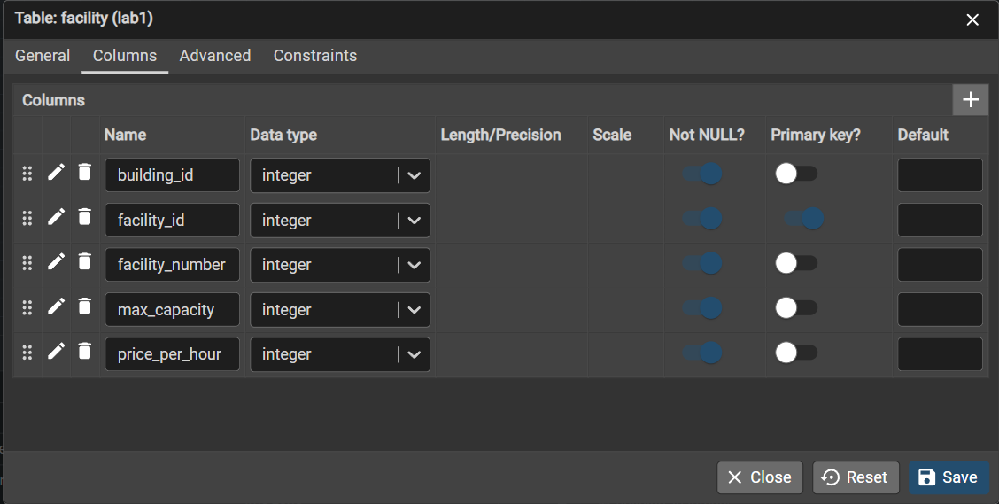 Table: facility (lab1)
General Columns Advanced Constraints
Columns
Name Data type Length/Precision Scale Not NULL? Primary key? Default
building_id integer
facility_id integer
facility_number integer
max_capacity integer
price_per_hour integer
Close Reset Save